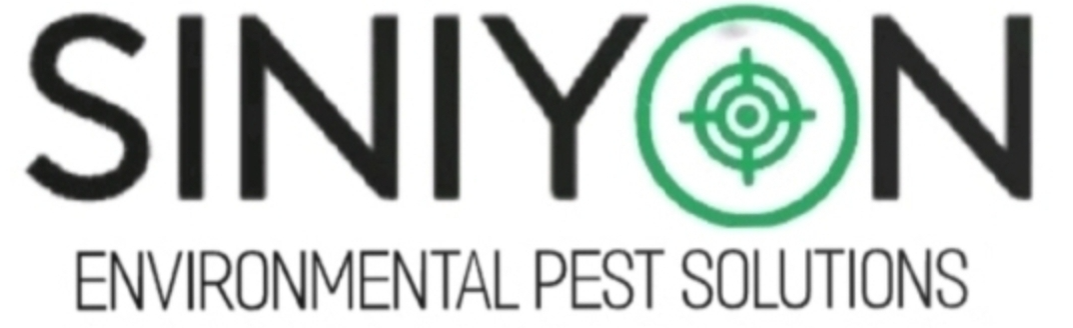 SINIYON
ENVIRONMENTAL PEST SOLUTIONS